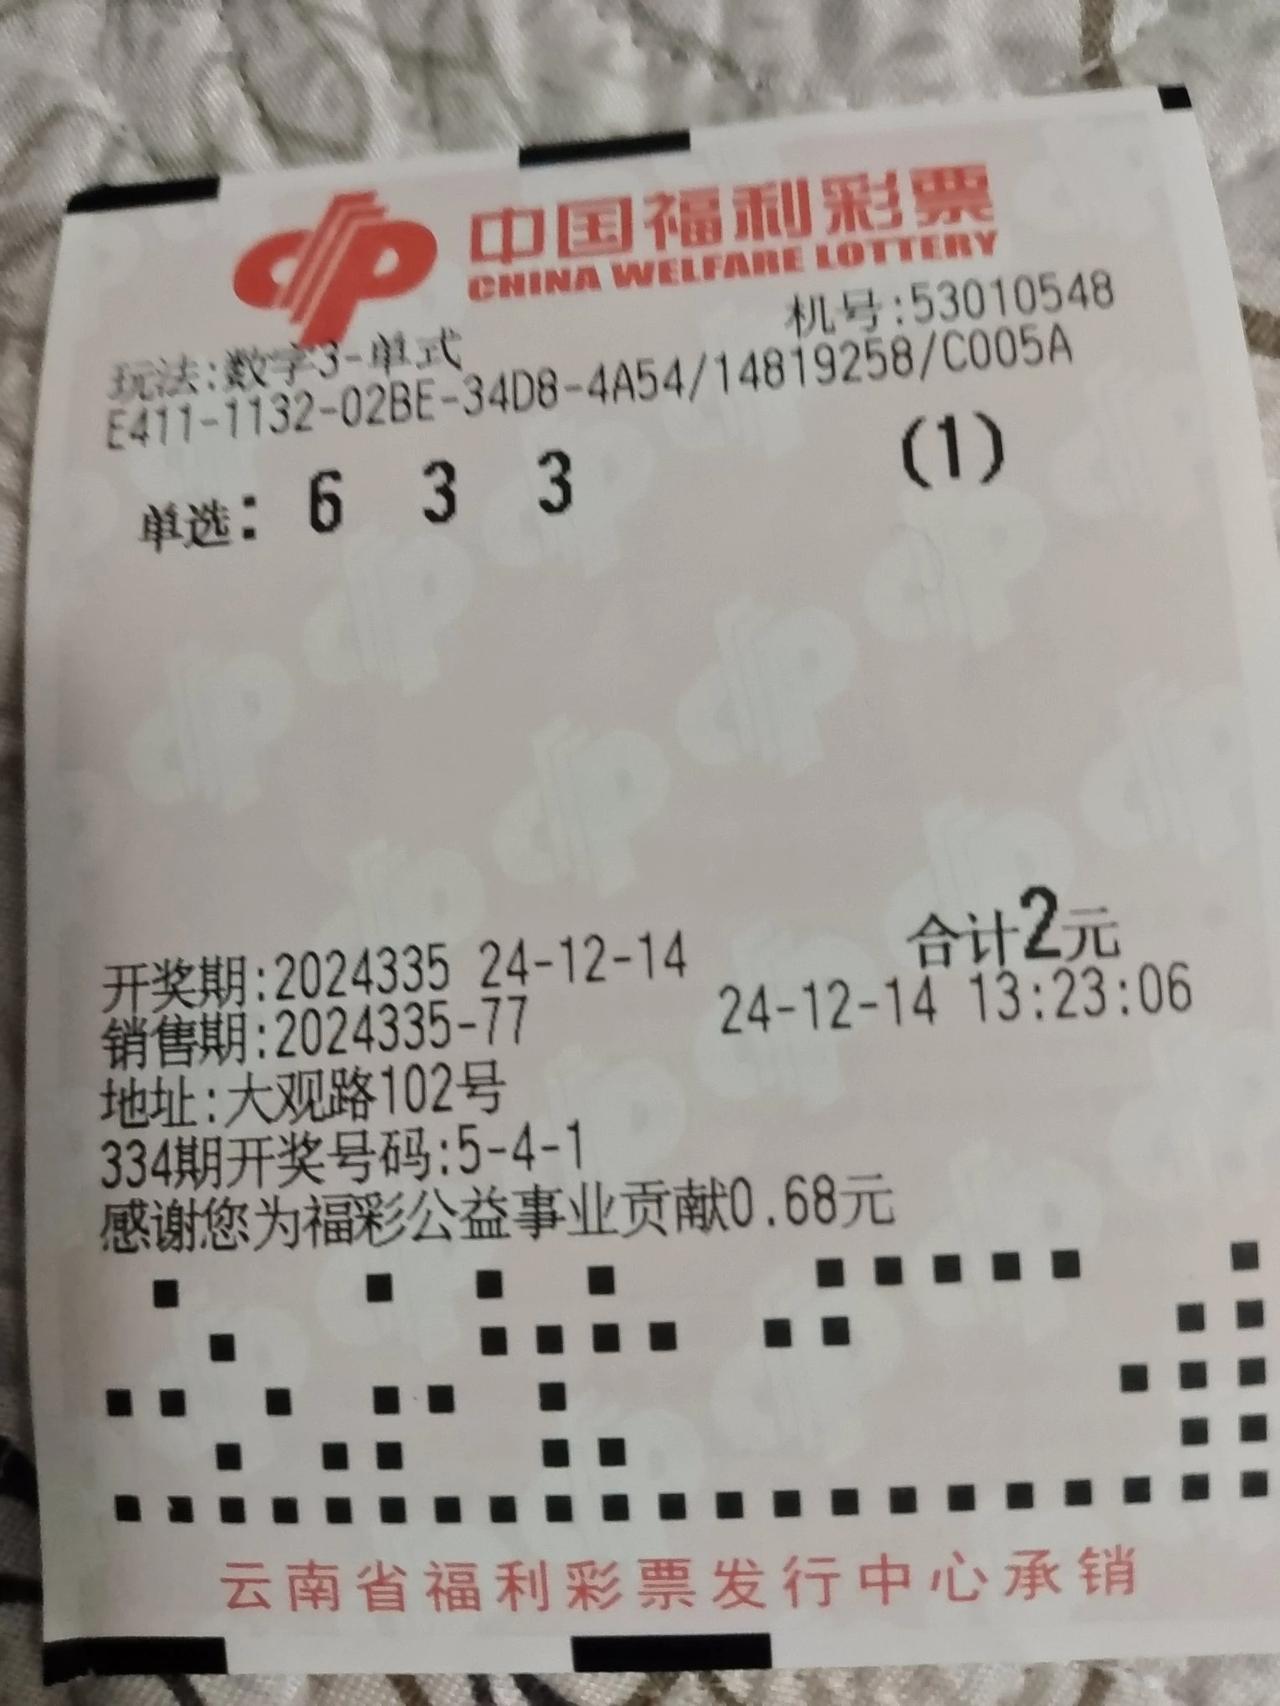 中国福利彩票
CHINA WELFARE LOTTERY
机号:53010548
玩法:数字3-单式
E411-1132-02BE-34D8-4A54/14819258/C005A
单选: 6 3 3 (1)
合计2元
开奖期:2024335 24-12-14
销售期:2024335-77 24-12-14 13:23:06
地址:大观路102号
334期开奖号码:5-4-1
感谢您为福彩公益事业贡献0.68元
云南省福利彩票发行中心承销